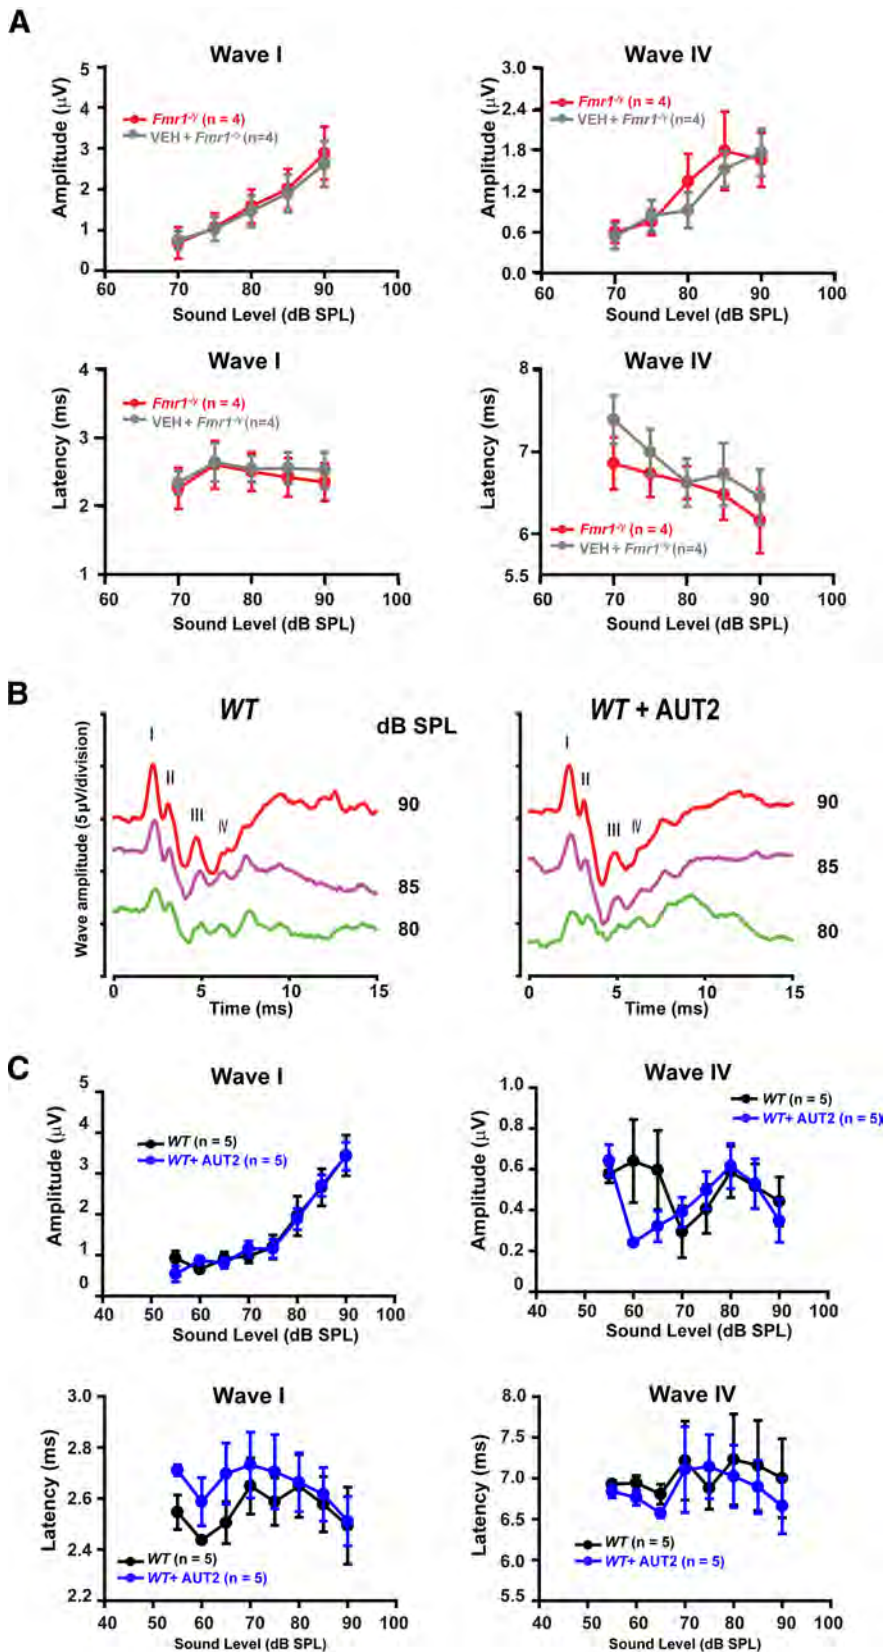 A
Wave I
Amplitude (µV)
5
4
3
2
1
0
Fmr1-/y (n = 4)
VEH + Fmr1-/y (n=4)
60 70 80 90 100
Sound Level (dB SPL)
Wave IV
Amplitude (µV)
3.0
2.4
1.8
1.2
0.6
0.0
Fmr1-/y (n = 4)
VEH + Fmr1-/y (n=4)
60 70 80 90 100
Sound Level (dB SPL)
Wave I
Latency (ms)
4
3
2
1
Fmr1-/y (n = 4)
VEH + Fmr1-/y (n=4)
60 70 80 90 100
Sound Level (dB SPL)
Wave IV
Latency (ms)
8
7
6
5.5
Fmr1-/y (n = 4)
VEH + Fmr1-/y (n=4)
60 70 80 90 100
Sound Level (dB SPL)
B
WT
dB SPL
Wave amplitude (5 µV/division)
I
II
III
IV
90
85
80
0 5 10 15
Time (ms)
WT + AUT2
I
II
III
IV
90
85
80
0 5 10 15
Time (ms)
C
Wave I
Amplitude (µV)
5
4
3
2
1
0
WT (n = 5)
WT+ AUT2 (n = 5)
40 50 60 70 80 90 100
Sound Level (dB SPL)
Wave IV
Amplitude (µV)
1.0
0.8
0.6
0.4
0.2
0
WT (n = 5)
WT+ AUT2 (n = 5)
40 50 60 70 80 90 100
Sound Level (dB SPL)
Wave I
Latency (ms)
3.0
2.8
2.6
2.4
2.2
WT (n = 5)
WT+ AUT2 (n = 5)
40 50 60 70 80 90 100
Sound Level (dB SPL)
Wave IV
Latency (ms)
8.0
7.5
7.0
6.5
6.0
5.5
WT (n = 5)
WT+ AUT2 (n = 5)
40 50 60 70 80 90 100
Sound Level (dB SPL)